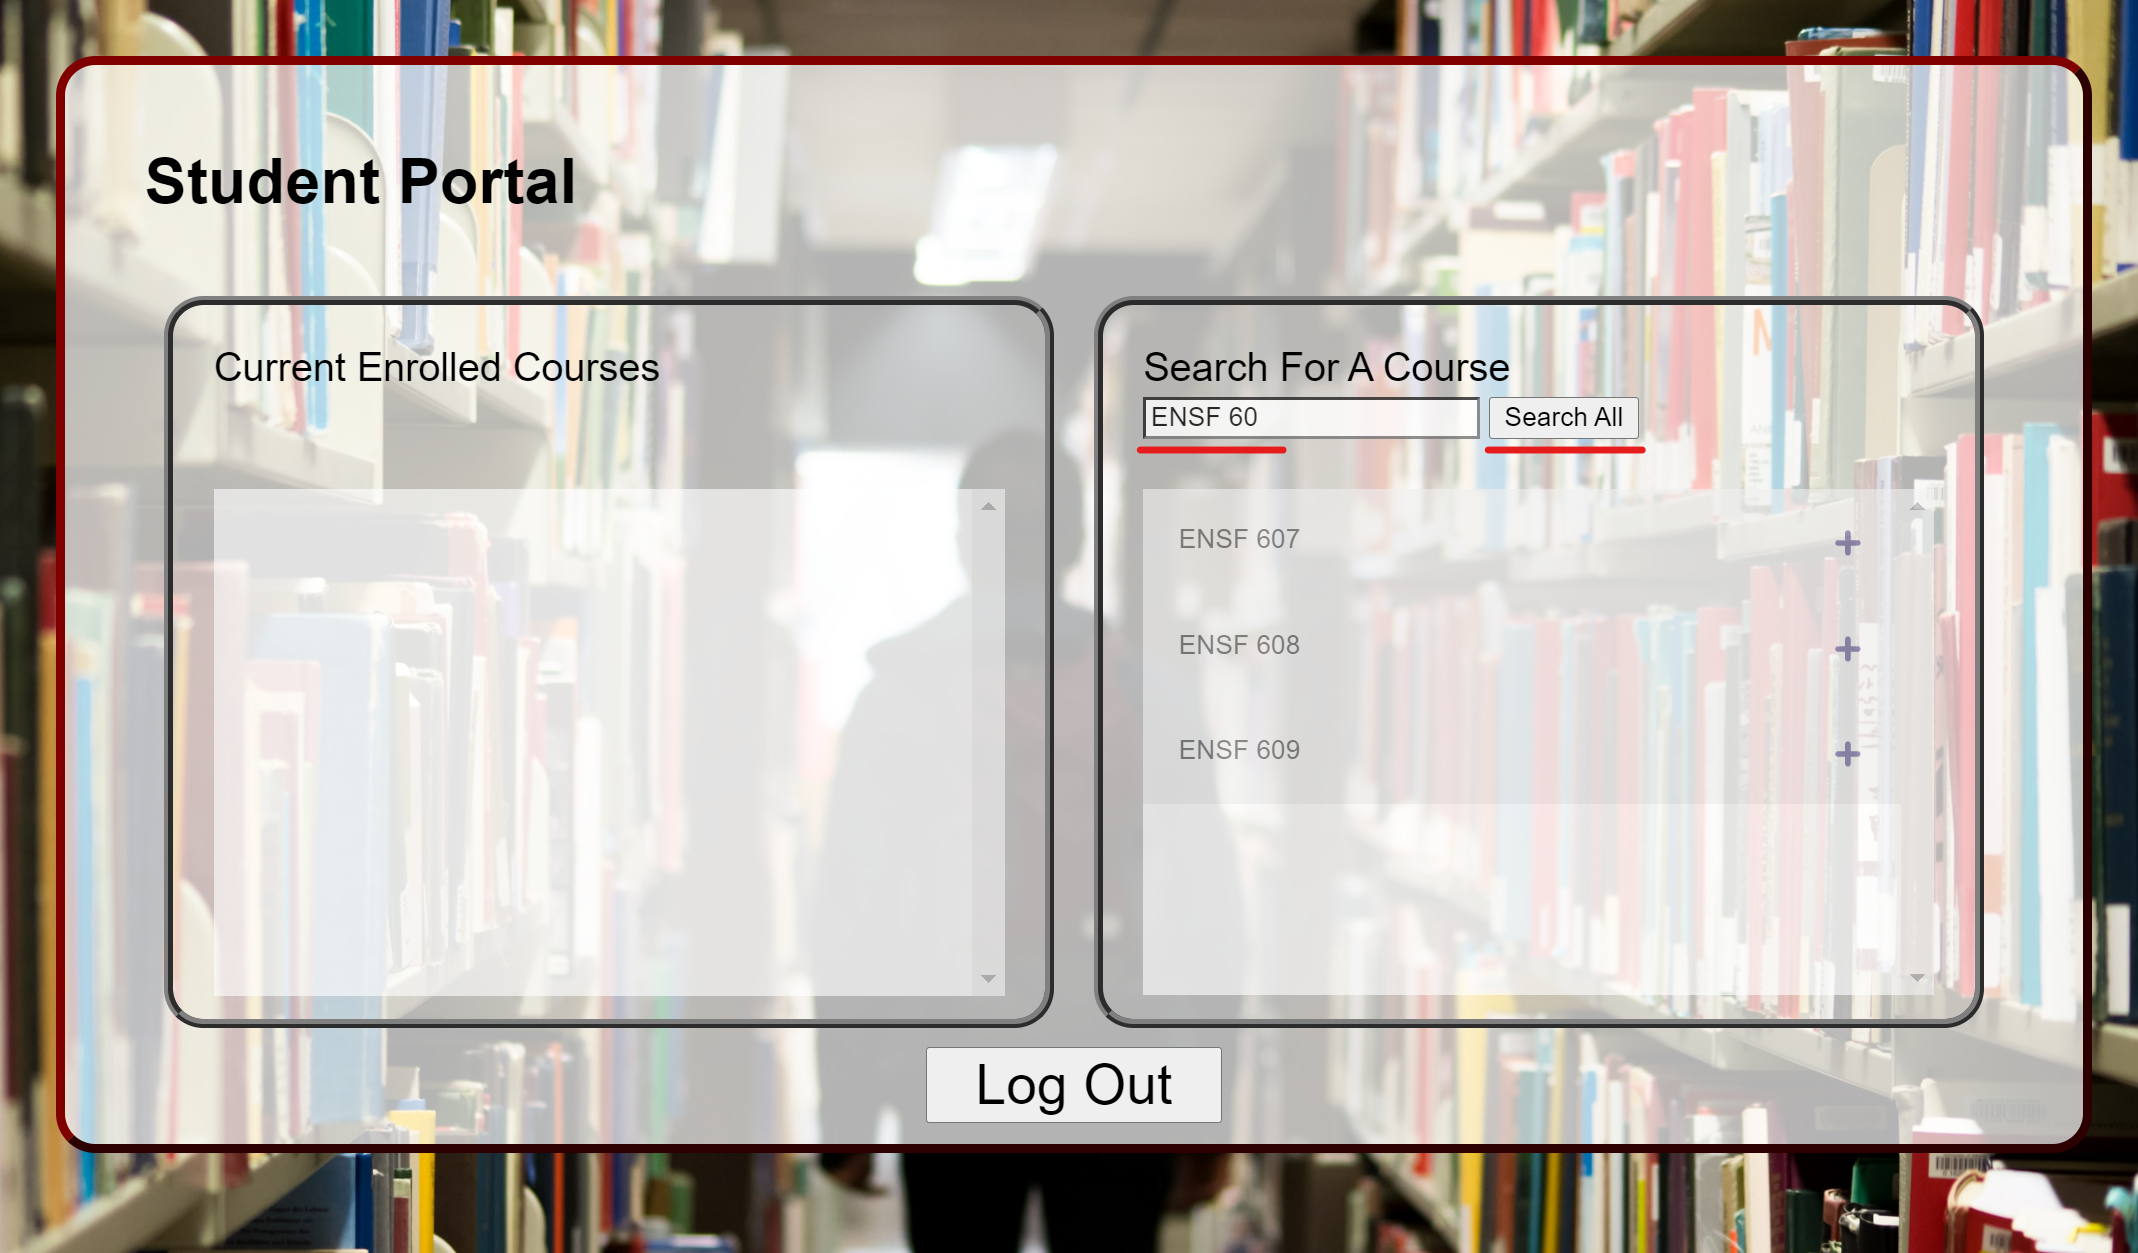 Student Portal
Current Enrolled Courses
Search For A Course
ENSF 60
Search All
ENSF 607
ENSF 608
ENSF 609
Log Out